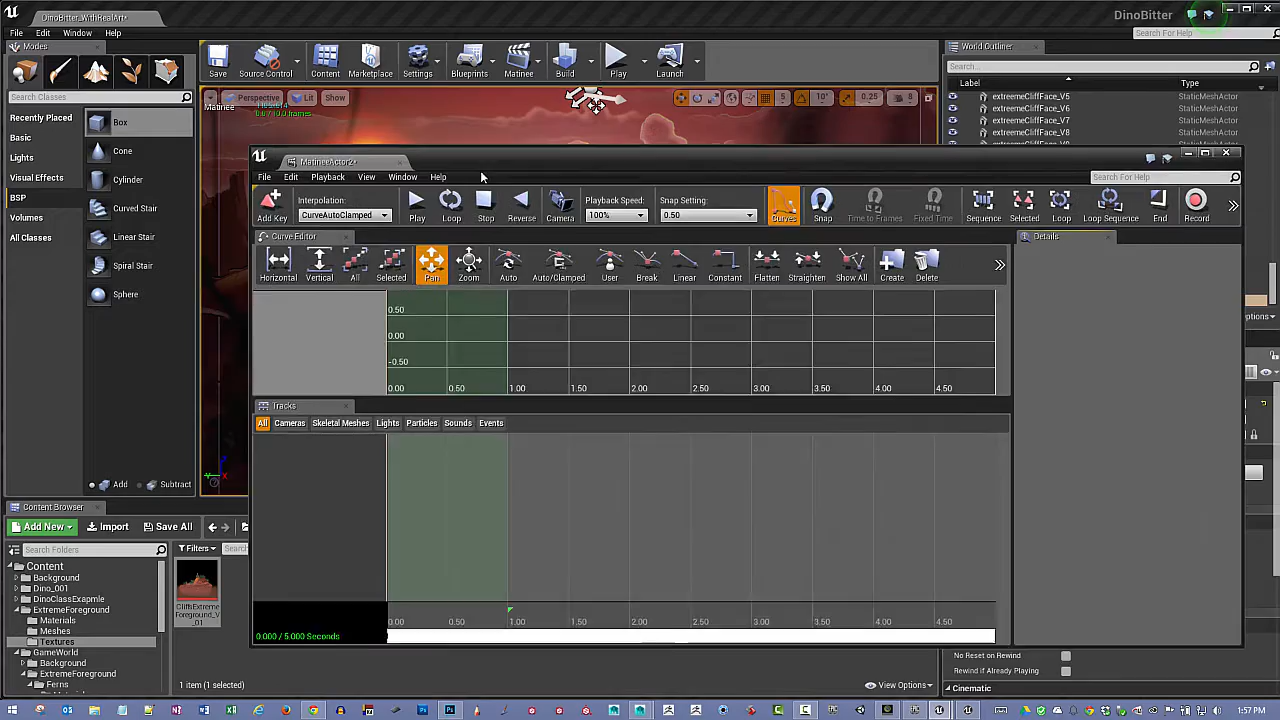 DinoBitter_WithRealArt*
DinoBitter
File Edit Window Help
Search For Help
Modes
Search Classes
Recently Placed
Basic
Lights
Visual Effects
BSP
Volumes
All Classes
Box
Cone
Cylinder
Curved Stair
Linear Stair
Spiral Stair
Sphere
Add Subtract
Save Source Control Content Marketplace Settings Blueprints Matinee Build Play Launch
Perspective Lit Show
5 10° 0.25 8
Matinee
World Outliner
Search...
Label Type
extremeCliffFace_V5 StaticMeshActor
extremeCliffFace_V6 StaticMeshActor
extremeCliffFace_V7 StaticMeshActor
extremeCliffFace_V8 StaticMeshActor
MatineeActor2*
File Edit Playback View Window Help
Search For Help
Add Key
Interpolation:
CurveAutoClamped
Play Loop Stop Reverse Camera
Playback Speed:
100%
Snap Setting:
0.50
Curves Snap Time to Frames Fixed Time Sequence Selected Loop Loop Sequence End Record
Curve Editor
Details
Horizontal Vertical All Selected Pan Zoom Auto Auto/Clamped User Break Linear Constant Flatten Straighten Show All Create Delete
0.50
0.00
-0.50
0.00 0.50 1.00 1.50 2.00 2.50 3.00 3.50 4.00 4.50
Tracks
All Cameras Skeletal Meshes Lights Particles Sounds Events
0.00 0.50 1.00 1.50 2.00 2.50 3.00 3.50 4.00 4.50
0.000 / 5.000 Seconds
Content Browser
Add New Import Save All
Search Folders
Filters
Content
Background
Dino_001
DinoClassExapmle
ExtremeForeground
Materials
Meshes
Textures
GameWorld
Background
ExtremeForeground
Ferns
CliffsExtreme
Foreground_V
_01
1 item (1 selected)
View Options
No Reset on Rewind
Rewind if Already Playing
Cinematic
1:57 PM